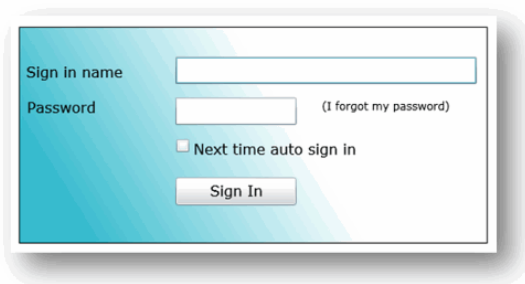 Sign in name
Password (I forgot my password)
Next time auto sign in
Sign In